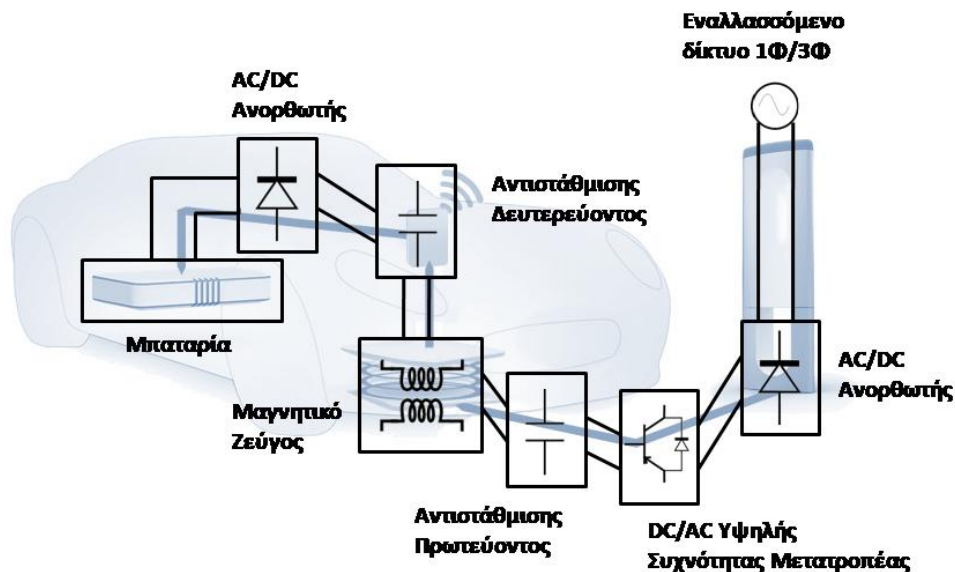 Εναλλασσόμενο
δίκτυο 1Φ/3Φ
AC/DC
Ανορθωτής
Αντιστάθμισης
Δευτερεύοντος
Μπαταρία
AC/DC
Ανορθωτής
Μαγνητικό
Ζεύγος
Αντιστάθμισης
Πρωτεύοντος
DC/AC Υψηλής
Συχνότητας Μετατροπέας